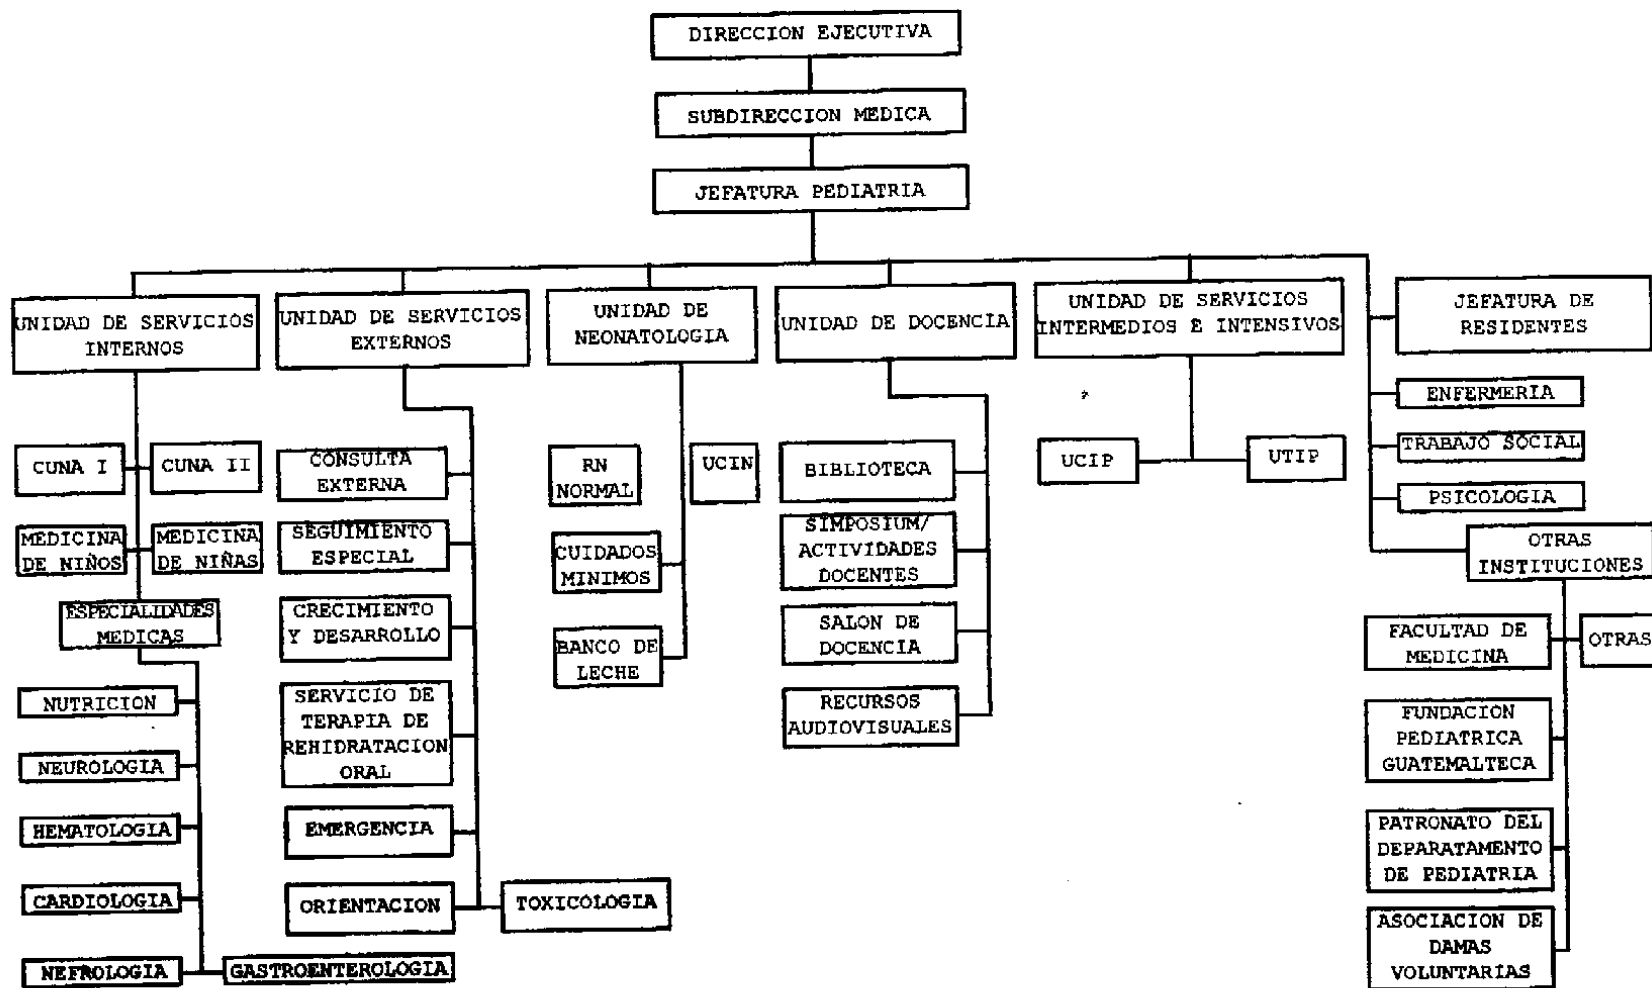 DIRECCION EJECUTIVA
SUBDIRECCION MEDICA
JEFATURA PEDIATRIA
UNIDAD DE SERVICIOS
INTERNOS
UNIDAD DE SERVICIOS
EXTERNOS
UNIDAD DE
NEONATOLOGIA
UNIDAD DE DOCENCIA
UNIDAD DE SERVICIOS
INTERMEDIOS E INTENSIVOS
JEFATURA DE
RESIDENTES
ENFERMERIA
TRABAJO SOCIAL
PSICOLOGIA
OTRAS
INSTITUCIONES
CUNA I
CUNA II
MEDICINA
DE NIÑOS
MEDICINA
DE NIÑAS
ESPECIALIDADES
MEDICAS
NUTRICION
NEUROLOGIA
HEMATOLOGIA
CARDIOLOGIA
NEFROLOGIA
GASTROENTEROLOGIA
CONSULTA
EXTERNA
SEGUIMIENTO
ESPECIAL
CRECIMIENTO
Y DESARROLLO
SERVICIO DE
TERAPIA DE
REHIDRATACION
ORAL
EMERGENCIA
ORIENTACION
TOXICOLOGIA
RN
NORMAL
UCIN
CUIDADOS
MINIMOS
BANCO DE
LECHE
BIBLIOTECA
SIMPOSIUM/
ACTIVIDADES
DOCENTES
SALON DE
DOCENCIA
RECURSOS
AUDIOVISUALES
UCIP
UTIP
FACULTAD DE
MEDICINA
OTRAS
FUNDACION
PEDIATRICA
GUATEMALTECA
PATRONATO DEL
DEPARATAMENTO
DE PEDIATRIA
ASOCIACION DE
DAMAS
VOLUNTARIAS